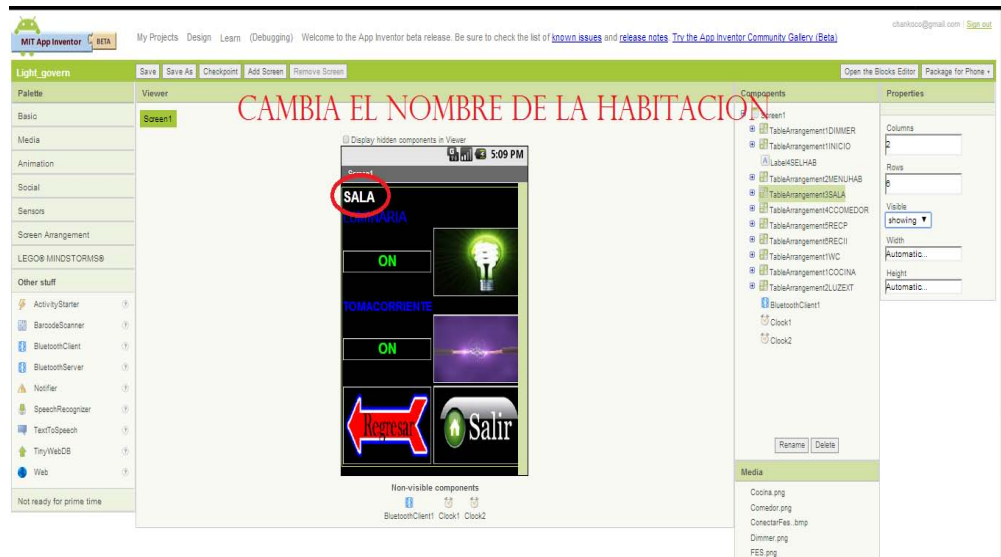 chankoco@gmail.com | Sign out
MIT App Inventor BETA
My Projects Design Learn (Debugging) Welcome to the App Inventor beta release. Be sure to check the list of known issues and release notes. Try the App Inventor Community Gallery (Beta)
Light_govern
Save Save As Checkpoint Add Screen Remove Screen
Open the Blocks Editor Package for Phone
Palette
Basic
Media
Animation
Social
Sensors
Screen Arrangement
LEGO® MINDSTORMS®
Other stuff
ActivityStarter
BarcodeScanner
BluetoothClient
BluetoothServer
Notifier
SpeechRecognizer
TextToSpeech
TinyWebDB
Web
Not ready for prime time
Viewer
CAMBIA EL NOMBRE DE LA HABITACION
Screen1
Display hidden components in Viewer
5:09 PM
Screen1
SALA
LUMINARIA
ON
TOMACORRIENTE
ON
Regresar
Salir
Non-visible components
BluetoothClient1 Clock1 Clock2
Components
Screen1
TableArrangement1DIMMER
TableArrangement1INICIO
Label4SELHAB
TableArrangement2MENUHAB
TableArrangement3SALA
TableArrangement4CCOMEDOR
TableArrangement5RECP
TableArrangement6RECII
TableArrangement1WC
TableArrangement1COCINA
TableArrangement2LUZEXT
BluetoothClient1
Clock1
Clock2
Rename Delete
Media
Cocina.png
Comedor.png
ConectarFes..bmp
Dimmer.png
FES.png
Properties
Columns
2
Rows
6
Visible
showing
Width
Automatic...
Height
Automatic...